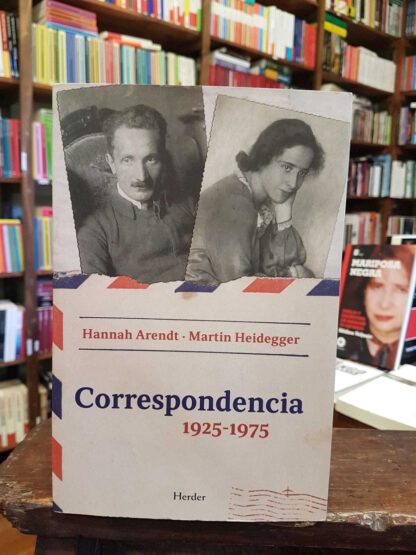 Hannah Arendt · Martin Heidegger
Correspondencia
1925-1975
Herder
MARIPOSA
NEGRA